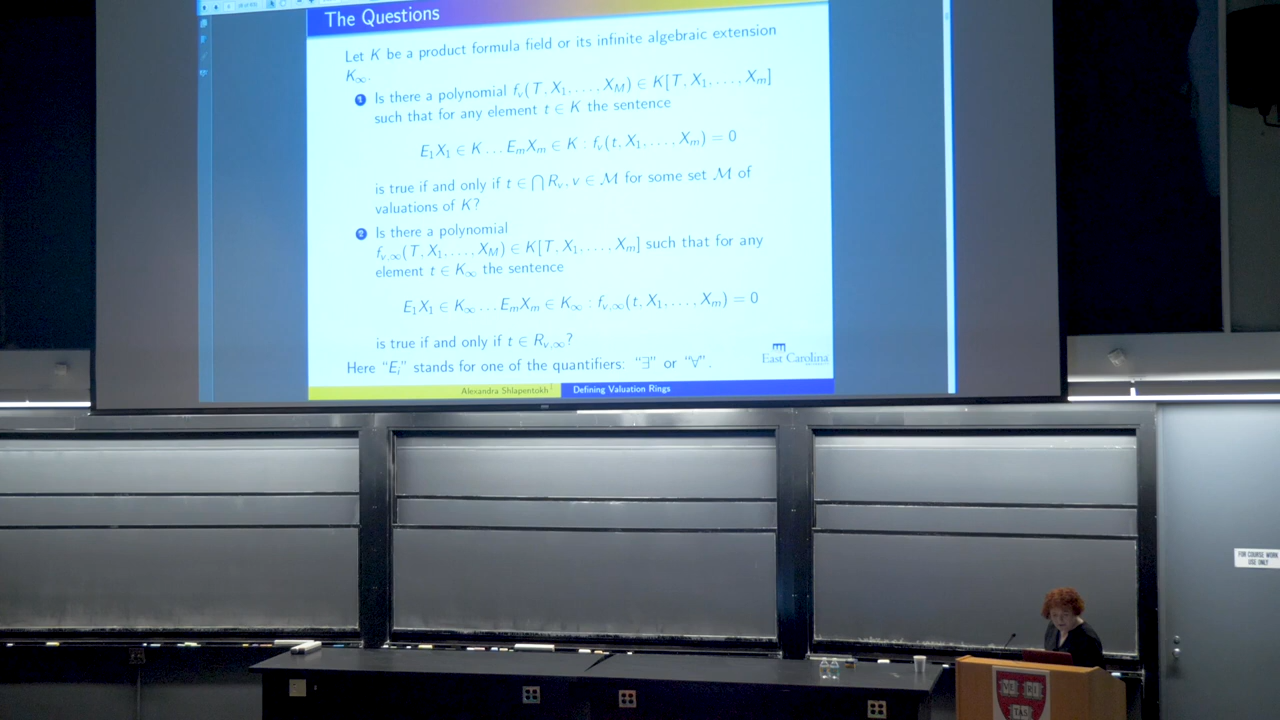 The Questions
Let K be a product formula field or its infinite algebraic extension
K∞.
1 Is there a polynomial f_v(T, X_1, . . . , X_M) ∈ K[T, X_1, . . . , X_m]
such that for any element t ∈ K the sentence
E_1X_1 ∈ K . . . E_mX_m ∈ K : f_v(t, X_1, . . . , X_m) = 0
is true if and only if t ∈ ⋂ R_v, v ∈ ℳ for some set ℳ of
valuations of K?
2 Is there a polynomial
f_{v,∞}(T, X_1, . . . , X_M) ∈ K[T, X_1, . . . , X_m] such that for any
element t ∈ K∞ the sentence
E_1X_1 ∈ K∞ . . . E_mX_m ∈ K∞ : f_{v,∞}(t, X_1, . . . , X_m) = 0
is true if and only if t ∈ R_{v,∞}?
Here "E_i" stands for one of the quantifiers: "∃" or "∀".
East Carolina
Alexandra Shlapentokh Defining Valuation Rings
FOR COURSE WORK
USE ONLY
TAS